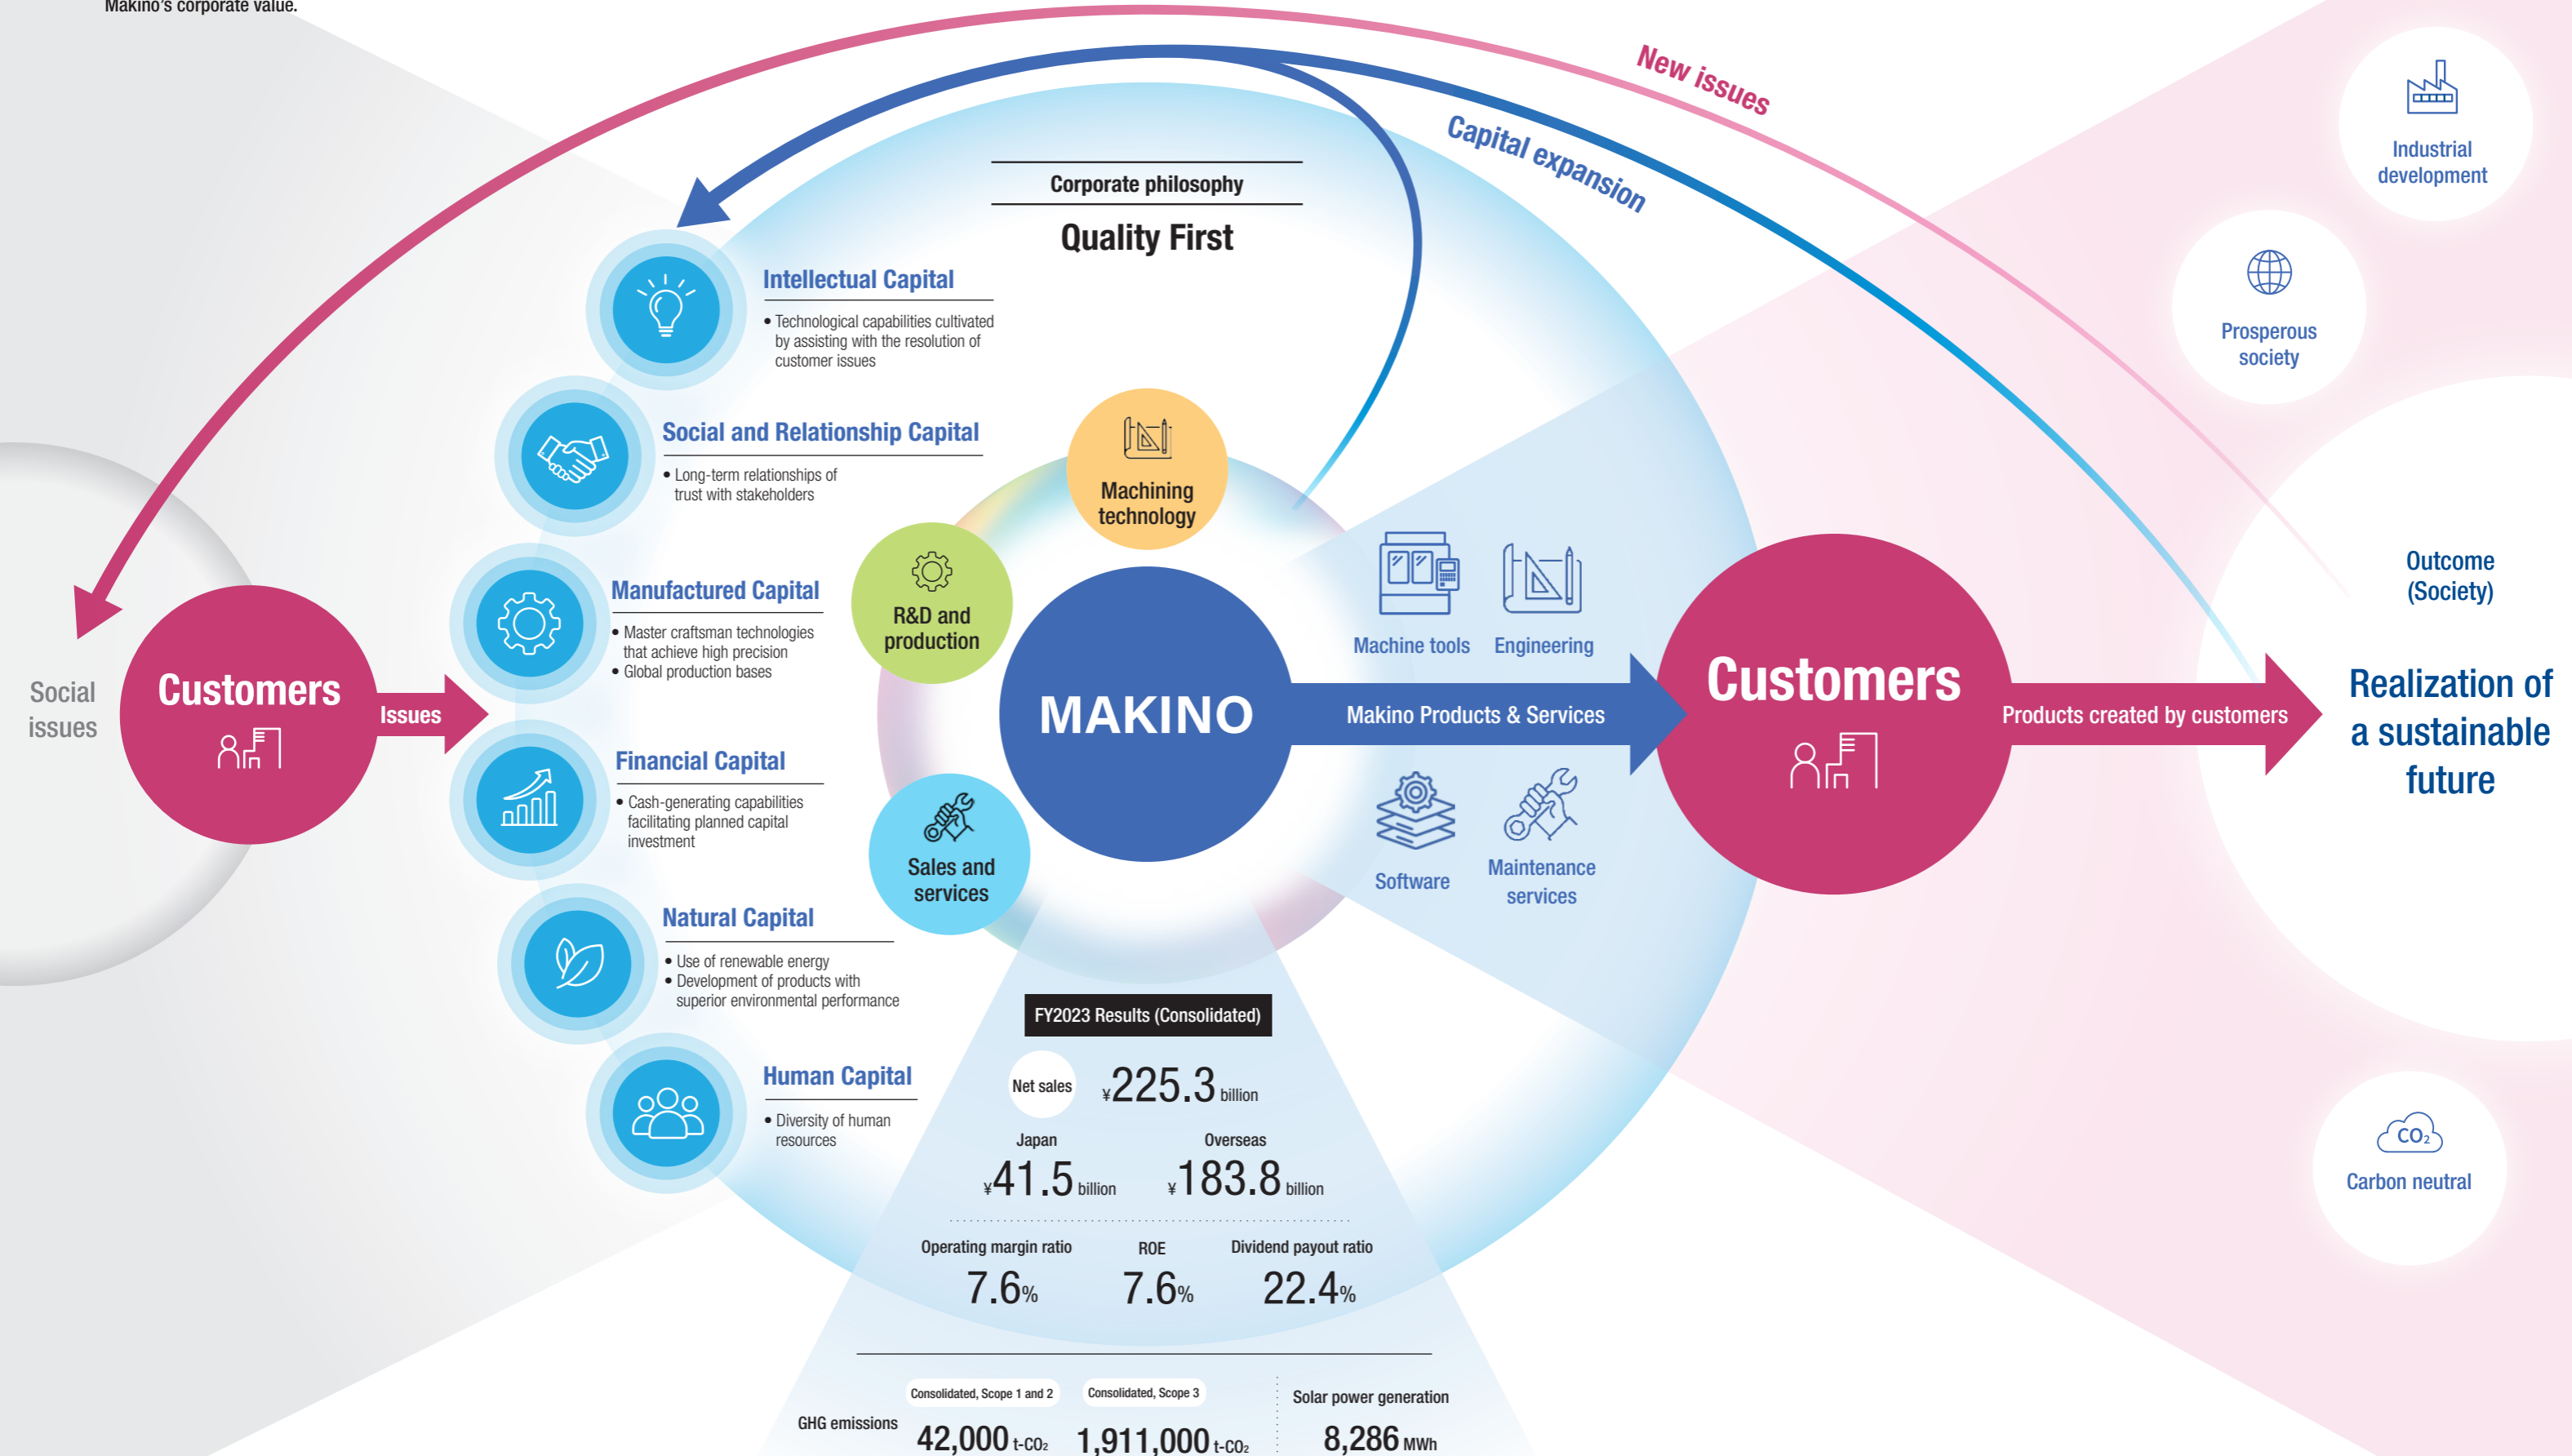 Makino's corporate value.
New issues
Capital expansion
Corporate philosophy
Quality First
Intellectual Capital
• Technological capabilities cultivated
by assisting with the resolution of
customer issues
Social and Relationship Capital
• Long-term relationships of
trust with stakeholders
Manufactured Capital
• Master craftsman technologies
that achieve high precision
• Global production bases
Financial Capital
• Cash-generating capabilities
facilitating planned capital
investment
Natural Capital
• Use of renewable energy
• Development of products with
superior environmental performance
Human Capital
• Diversity of human
resources
Social
issues
Customers
Issues
Machining
technology
R&D and
production
Sales and
services
MAKINO
Machine tools
Engineering
Makino Products & Services
Software
Maintenance
services
Customers
Products created by customers
Industrial
development
Prosperous
society
Outcome
(Society)
Realization of
a sustainable
future
CO₂
Carbon neutral
FY2023 Results (Consolidated)
Net sales
¥225.3 billion
Japan
¥41.5 billion
Overseas
¥183.8 billion
Operating margin ratio
7.6%
ROE
7.6%
Dividend payout ratio
22.4%
GHG emissions
Consolidated, Scope 1 and 2
42,000 t-CO₂
Consolidated, Scope 3
1,911,000 t-CO₂
Solar power generation
8,286 MWh